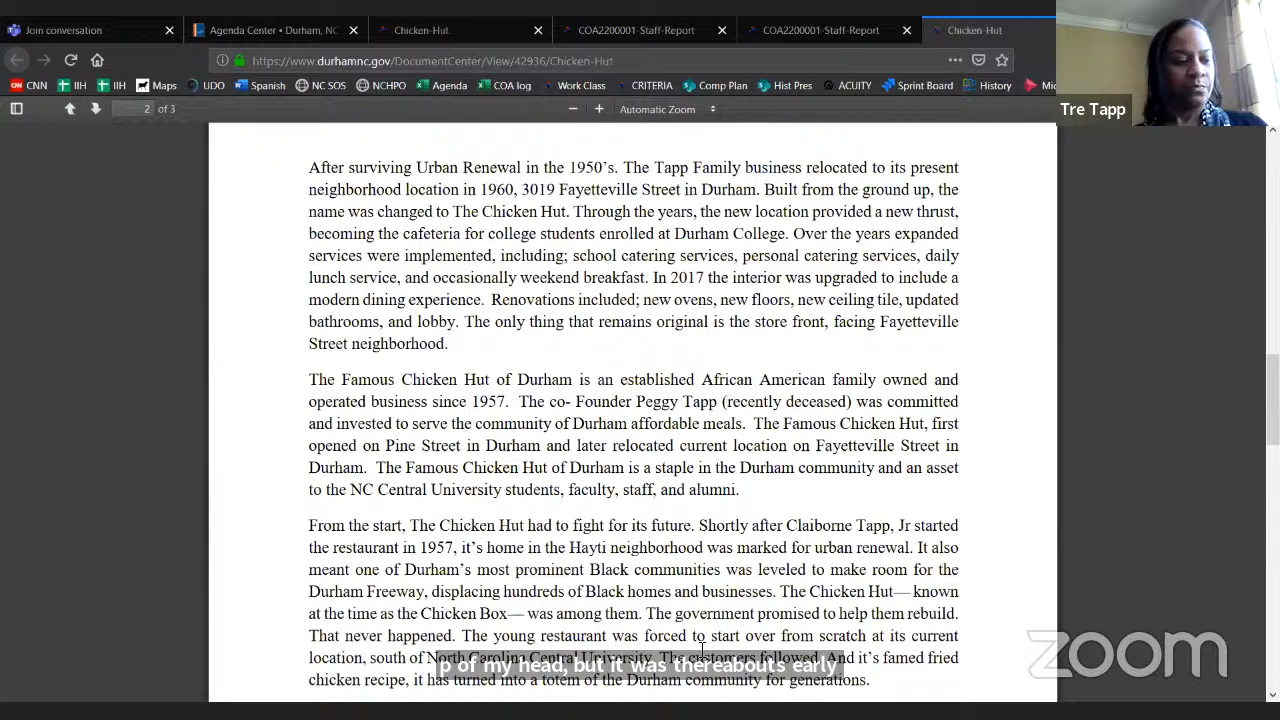 Join conversation
Agenda Center • Durham, NC
Chicken-Hut
COA2200001-Staff-Report
COA2200001-Staff-Report
Chicken-Hut
https://www.durhamnc.gov/DocumentCenter/View/42936/Chicken-Hut
CNN CNN IIH IIH Maps UDO Spanish NC SOS NCHPO Agenda COA log Work Class CRITERIA Comp Plan Hist Pres ACUITY Sprint Board History Mi
2 of 3
Automatic Zoom
Tre Tapp
After surviving Urban Renewal in the 1950's. The Tapp Family business relocated to its present
neighborhood location in 1960, 3019 Fayetteville Street in Durham. Built from the ground up, the
name was changed to The Chicken Hut. Through the years, the new location provided a new thrust,
becoming the cafeteria for college students enrolled at Durham College. Over the years expanded
services were implemented, including; school catering services, personal catering services, daily
lunch service, and occasionally weekend breakfast. In 2017 the interior was upgraded to include a
modern dining experience. Renovations included; new ovens, new floors, new ceiling tile, updated
bathrooms, and lobby. The only thing that remains original is the store front, facing Fayetteville
Street neighborhood.
The Famous Chicken Hut of Durham is an established African American family owned and
operated business since 1957. The co- Founder Peggy Tapp (recently deceased) was committed
and invested to serve the community of Durham affordable meals. The Famous Chicken Hut, first
opened on Pine Street in Durham and later relocated current location on Fayetteville Street in
Durham. The Famous Chicken Hut of Durham is a staple in the Durham community and an asset
to the NC Central University students, faculty, staff, and alumni.
From the start, The Chicken Hut had to fight for its future. Shortly after Claiborne Tapp, Jr started
the restaurant in 1957, it's home in the Hayti neighborhood was marked for urban renewal. It also
meant one of Durham's most prominent Black communities was leveled to make room for the
Durham Freeway, displacing hundreds of Black homes and businesses. The Chicken Hut— known
at the time as the Chicken Box— was among them. The government promised to help them rebuild.
That never happened. The young restaurant was forced to start over from scratch at its current
location, south of North Carolina Central University. The customers followed. And it's famed fried
p of my head, but it was thereabouts early
chicken recipe, it has turned into a totem of the Durham community for generations.
zoom